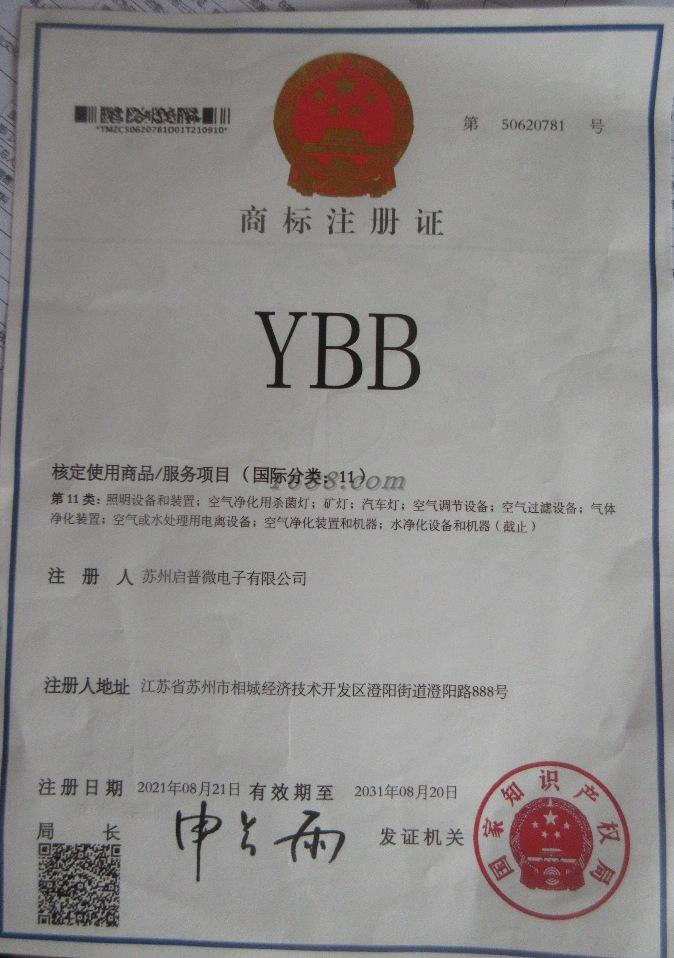 *TMZC50620781D01T210910*
第 50620781 号
商标注册证
YBB
核定使用商品/服务项目（国际分类：11）
1688.com
第 11 类：照明设备和装置；空气净化用杀菌灯；矿灯；汽车灯；空气调节设备；空气过滤设备；气体
净化装置；空气或水处理用电离设备；空气净化装置和机器；水净化设备和机器（截止）
注 册 人 苏州启普微电子有限公司
注册人地址 江苏省苏州市相城经济技术开发区澄阳街道澄阳路888号
注册日期 2021年08月21日 有效期至 2031年08月20日
局 长 申长雨 发证机关
国家知识产权局